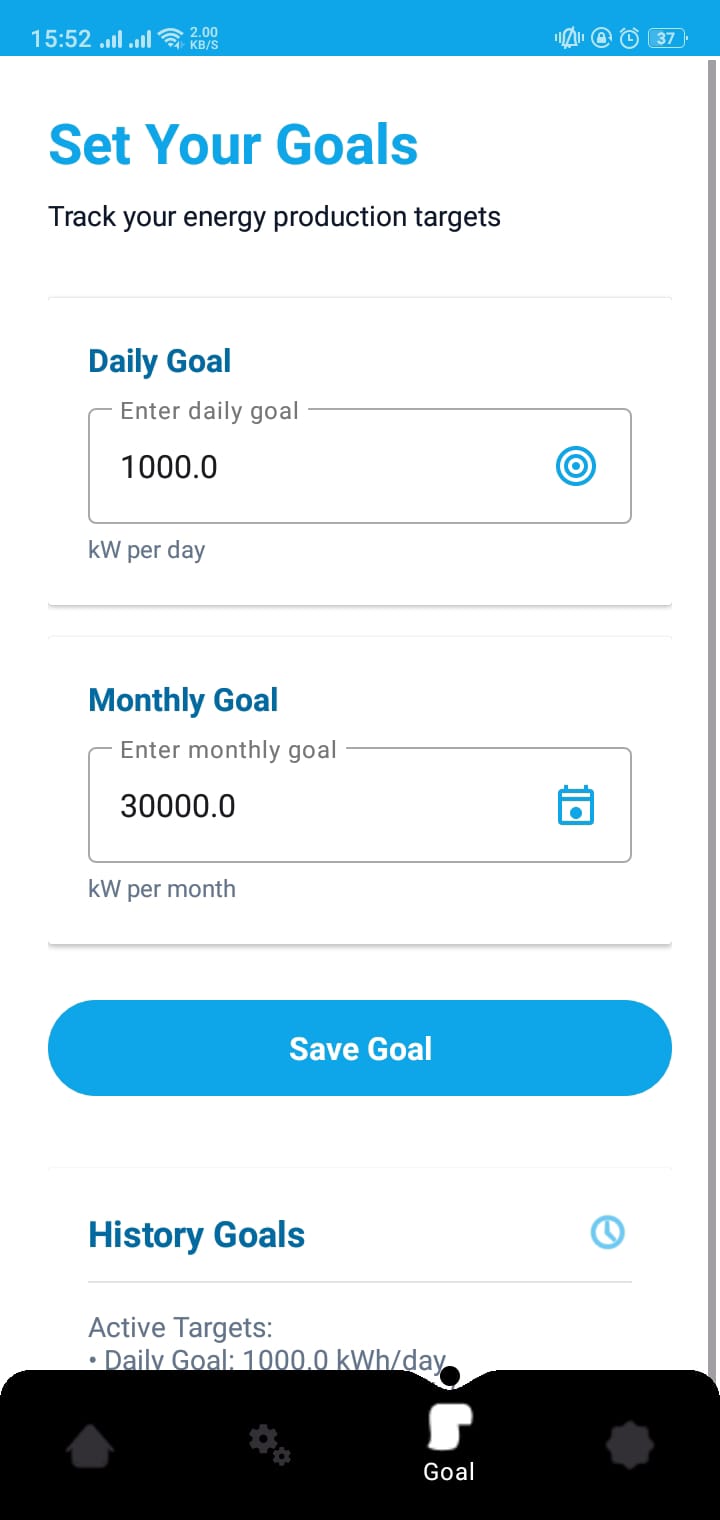 15:52
2.00
KB/S
37
Set Your Goals
Track your energy production targets
Daily Goal
Enter daily goal
1000.0
kW per day
Monthly Goal
Enter monthly goal
30000.0
kW per month
Save Goal
History Goals
Active Targets:
• Daily Goal: 1000.0 kWh/day
Goal